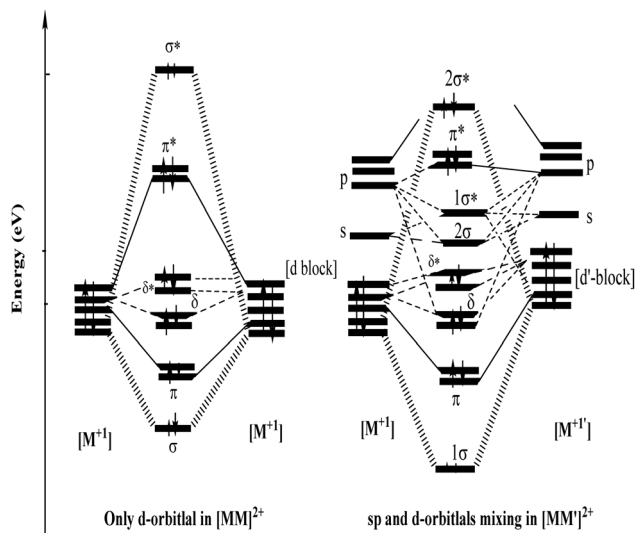 σ*
2σ*
π*
π*
p
p
1σ*
s
2σ
s
Energy (eV)
[d block]
δ*
[d'-block]
δ*
δ
δ
π
π
[M+1]
[M+1]
[M+1]
[M+1']
σ
1σ
Only d-orbitlal in [MM]2+
sp and d-orbitlals mixing in [MM']2+